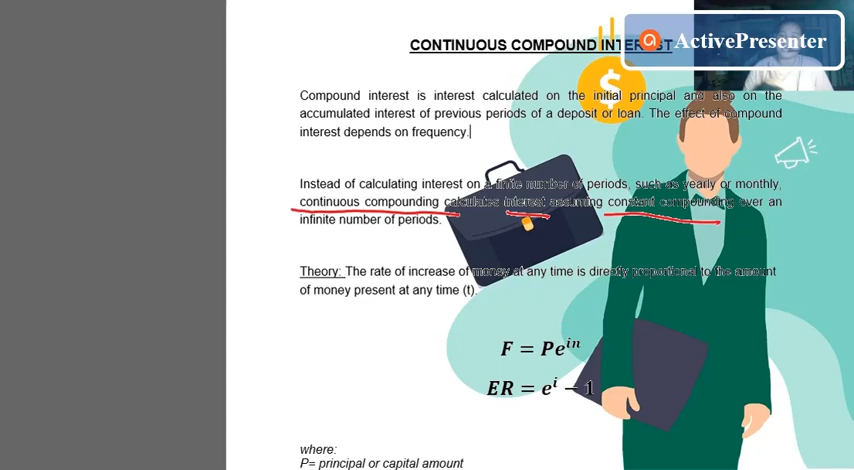 CONTINUOUS COMPOUND INTEREST
ActivePresenter
Compound interest is interest calculated on the initial principal and also on the
accumulated interest of previous periods of a deposit or loan. The effect of compound
interest depends on frequency.
Instead of calculating interest on a finite number of periods, such as yearly or monthly,
continuous compounding calculates interest assuming constant compounding over an
infinite number of periods.
Theory: The rate of increase of money at any time is directly proportional to the amount
of money present at any time (t).
$
F = Pe^{in}
ER = e^{i} − 1
where:
P= principal or capital amount